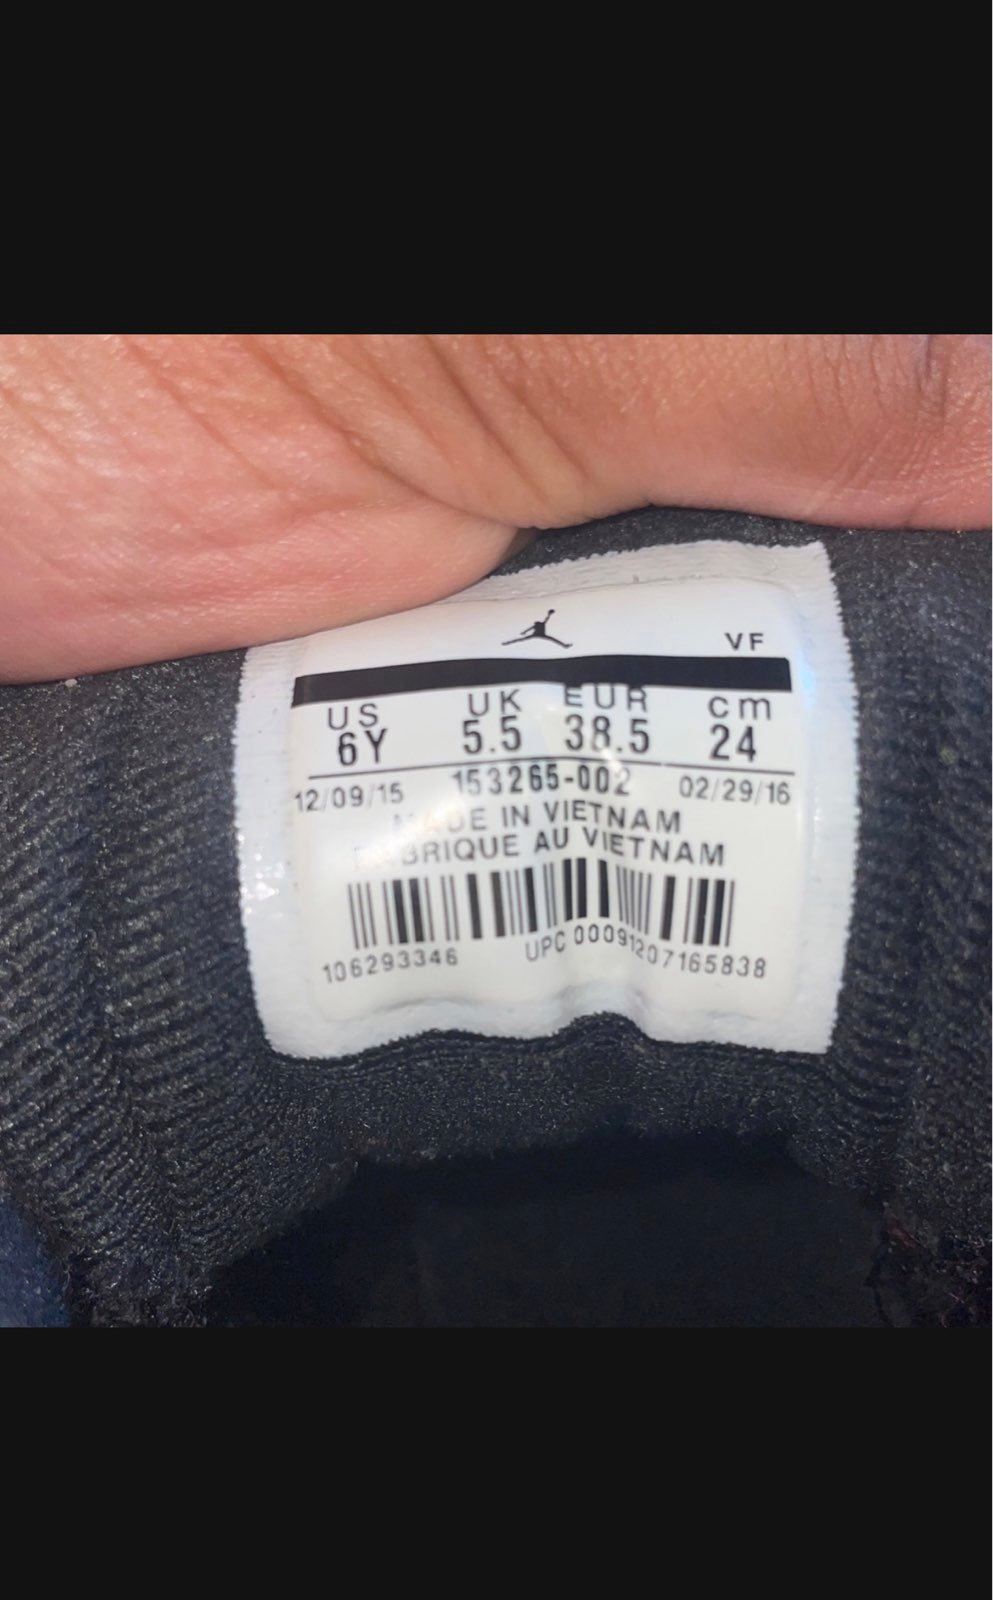 VF
US UK EUR cm
6Y 5.5 38.5 24
12/09/15 153265-002 02/29/16
MADE IN VIETNAM
FABRIQUE AU VIETNAM
106293346 UPC 00091207165838